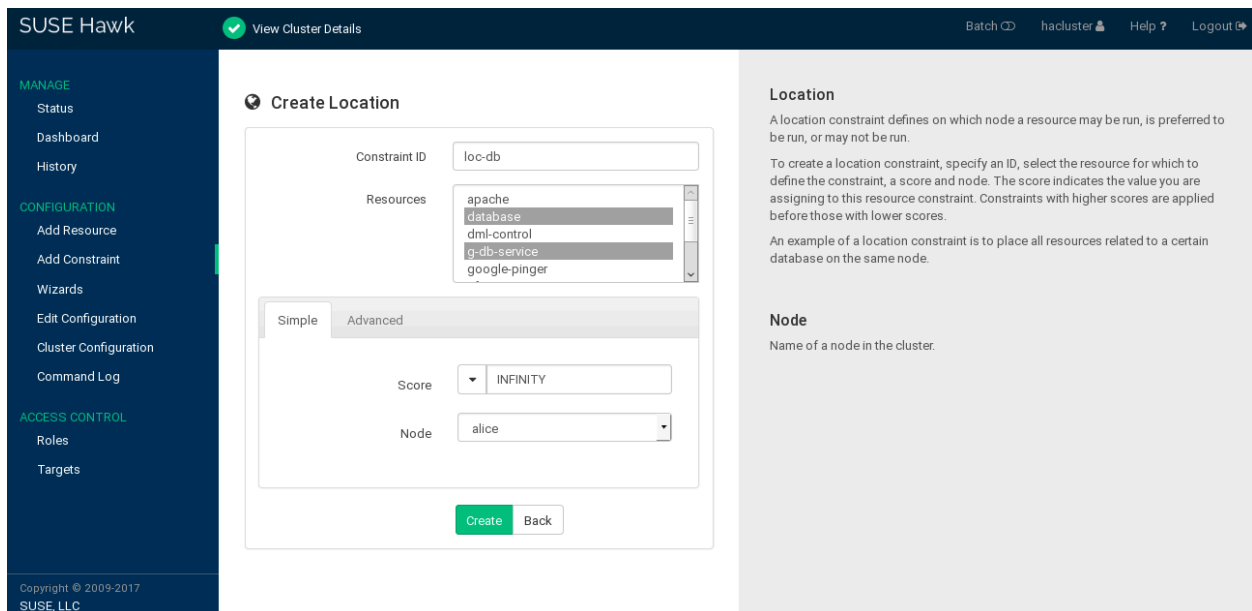 SUSE Hawk
View Cluster Details
Batch
hacluster
Help ?
Logout
MANAGE
Status
Dashboard
History
CONFIGURATION
Add Resource
Add Constraint
Wizards
Edit Configuration
Cluster Configuration
Command Log
ACCESS CONTROL
Roles
Targets
Copyright © 2009-2017
SUSE, LLC
Create Location
Constraint ID
loc-db
Resources
apache
database
dml-control
g-db-service
google-pinger
Simple
Advanced
Score
INFINITY
Node
alice
Create
Back
Location
A location constraint defines on which node a resource may be run, is preferred to
be run, or may not be run.
To create a location constraint, specify an ID, select the resource for which to
define the constraint, a score and node. The score indicates the value you are
assigning to this resource constraint. Constraints with higher scores are applied
before those with lower scores.
An example of a location constraint is to place all resources related to a certain
database on the same node.
Node
Name of a node in the cluster.